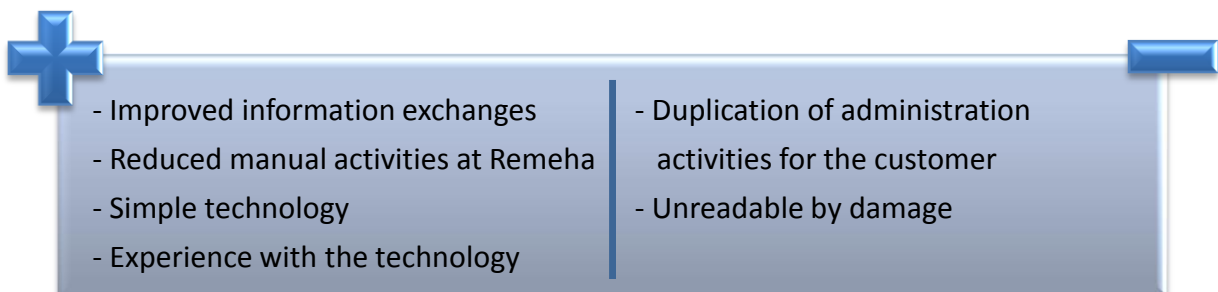 - Improved information exchanges
- Reduced manual activities at Remeha
- Simple technology
- Experience with the technology
- Duplication of administration
activities for the customer
- Unreadable by damage